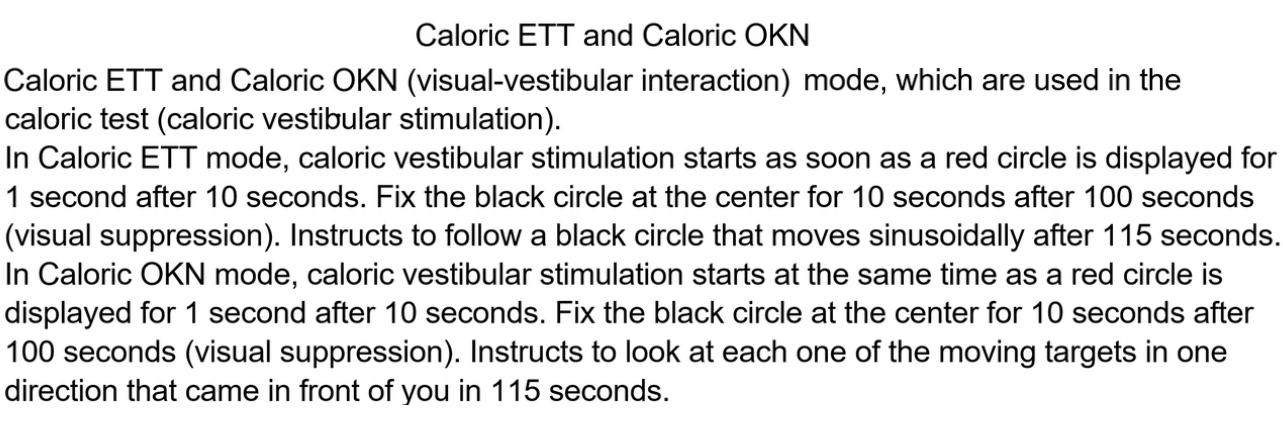 Caloric ETT and Caloric OKN
Caloric ETT and Caloric OKN (visual-vestibular interaction) mode, which are used in the
caloric test (caloric vestibular stimulation).
In Caloric ETT mode, caloric vestibular stimulation starts as soon as a red circle is displayed for
1 second after 10 seconds. Fix the black circle at the center for 10 seconds after 100 seconds
(visual suppression). Instructs to follow a black circle that moves sinusoidally after 115 seconds.
In Caloric OKN mode, caloric vestibular stimulation starts at the same time as a red circle is
displayed for 1 second after 10 seconds. Fix the black circle at the center for 10 seconds after
100 seconds (visual suppression). Instructs to look at each one of the moving targets in one
direction that came in front of you in 115 seconds.